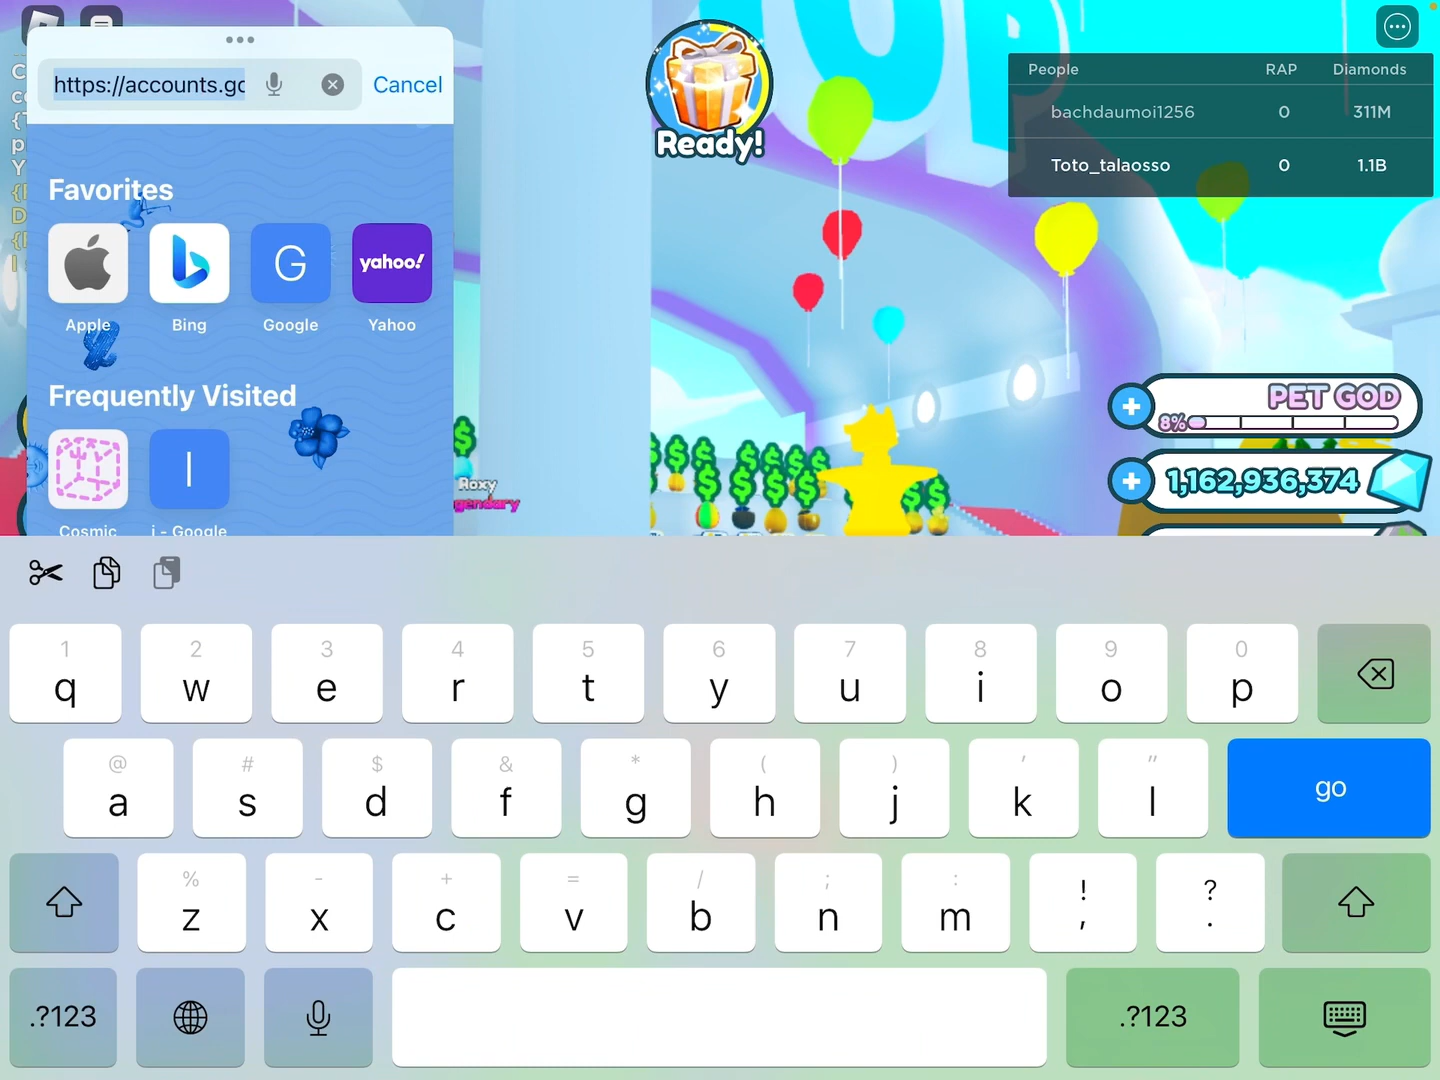 https://accounts.go
Cancel
Favorites
Apple
Bing
G
Google
yahoo!
Yahoo
Frequently Visited
Cosmic
I
i - Google
Ready!
People RAP Diamonds
bachdaumoi1256 0 311M
Toto_talaosso 0 1.1B
PET GOD
8%
1,162,936,374
Roxy
gendary
1 2 3 4 5 6 7 8 9 0
q w e r t y u i o p
@ # $ & * ( ) ' "
a s d f g h j k l go
% - + = / ; : ! ?
z x c v b n m , .
.?123 .?123